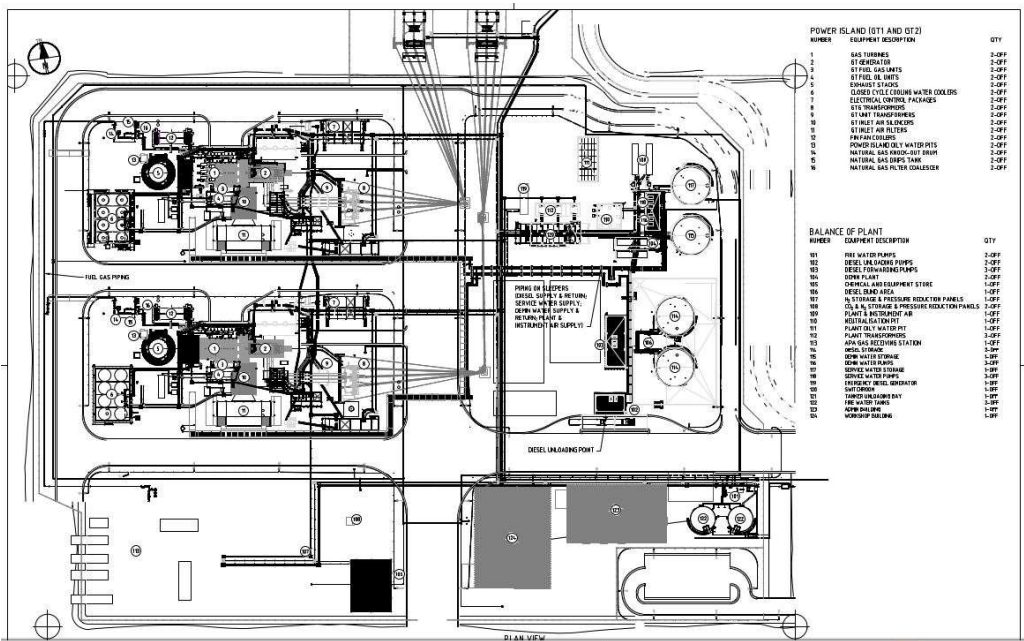 POWER ISLAND (GT1 AND GT2)
NUMBER EQUIPMENT DESCRIPTION QTY
1 GAS TURBINES 2-OFF
2 GT-GENERATOR 2-OFF
3 GT FUEL GAS UNITS 2-OFF
4 GT FUEL OIL UNITS 2-OFF
5 EXHAUST STACKS 2-OFF
6 CLOSED CYCLE COOLING WATER COOLERS 2-OFF
7 ELECTRICAL CONTROL PACKAGES 2-OFF
8 GTG TRANSFORMERS 2-OFF
9 GT UNIT TRANSFORMERS 2-OFF
10 GT INLET AIR SILENCERS 2-OFF
11 GT INLET AIR FILTERS 2-OFF
12 FIN FAN COOLERS 2-OFF
13 POWER ISLAND OILY WATER PITS 2-OFF
14 NATURAL GAS KNOCK-OUT DRUM 2-OFF
15 NATURAL GAS DRIPS TANK 2-OFF
16 NATURAL GAS FILTER COALESCER 2-OFF
BALANCE OF PLANT
NUMBER EQUIPMENT DESCRIPTION QTY
101 FIRE WATER PUMPS 2-OFF
102 DIESEL UNLOADING PUMPS 2-OFF
103 DIESEL FORWARDING PUMPS 3-OFF
104 DEMIN PLANT 2-OFF
105 CHEMICAL AND EQUIPMENT STORE 1-OFF
106 DIESEL BUND AREA 1-OFF
107 N₂ STORAGE & PRESSURE REDUCTION PANELS 1-OFF
108 CO₂ & N₂ STORAGE & PRESSURE REDUCTION PANELS 2-OFF
109 PLANT & INSTRUMENT AIR 1-OFF
110 NEUTRALISATION PIT 1-OFF
111 PLANT OILY WATER PIT 1-OFF
112 PLANT TRANSFORMERS 3-OFF
113 APA GAS RECEIVING STATION 1-OFF
114 DIESEL STORAGE 2-OFF
115 DEMIN WATER STORAGE 1-OFF
116 DEMIN WATER PUMPS 3-OFF
117 SERVICE WATER STORAGE 1-OFF
118 SERVICE WATER PUMPS 3-OFF
119 EMERGENCY DIESEL GENERATOR 1-OFF
120 SWITCHROOM 1-OFF
121 TANKER UNLOADING BAY 1-OFF
122 FIRE WATER TANKS 2-OFF
123 ADMIN BUILDING 1-OFF
124 WORKSHOP BUILDING 1-OFF
FUEL GAS PIPING
PIPING ON SLEEPERS
(DIESEL SUPPLY & RETURN;
SERVICE WATER SUPPLY;
DEMIN WATER SUPPLY &
RETURN; PLANT &
INSTRUMENT AIR SUPPLY)
DIESEL UNLOADING POINT
PLAN VIEW